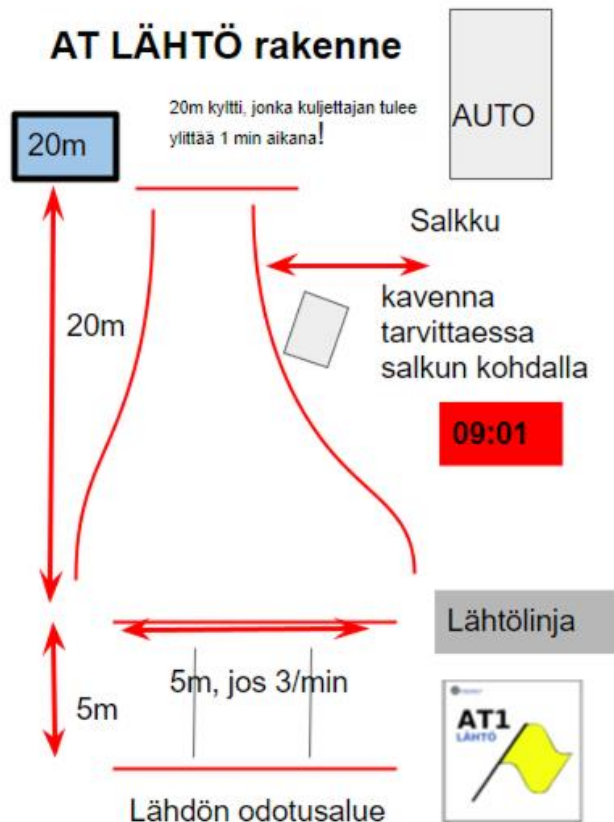 AT LÄHTÖ rakenne
20m kyltti, jonka kuljettajan tulee
ylittää 1 min aikana!
20m
AUTO
Salkku
20m
kavenna
tarvittaessa
salkun kohdalla
09:01
Lähtölinja
5m, jos 3/min
5m
AT1
LÄHTÖ
Lähdön odotusalue